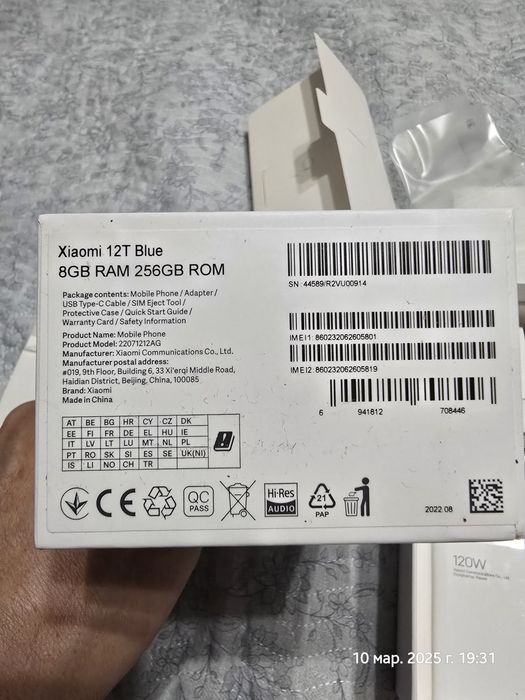 Xiaomi 12T Blue
8GB RAM 256GB ROM
Package contents: Mobile Phone / Adapter /
USB Type-C Cable / SIM Eject Tool /
Protective Case / Quick Start Guide /
Warranty Card / Safety Information
Product Name: Mobile Phone
Product Model: 22071212AG
Manufacturer: Xiaomi Communications Co., Ltd.
Manufacturer postal address:
#019, 9th Floor, Building 6, 33 Xi'erqi Middle Road,
Haidian District, Beijing, China, 100085
Brand: Xiaomi
Made in China
SN: 44589/R2VU00914
IMEI1: 860232062605801
IMEI2: 860232062605819
6 941812 708446
AT BE BG HR CY CZ DK
EE FI FR DE EL HU IE
IT LV LT LU MT NL PL
PT RO SK SI ES SE UK(NI)
IS LI NO CH TR
CE
QC
PASS
Hi-Res
AUDIO
21
PAP
2022.08
120W
10 мар. 2025 г. 19:31